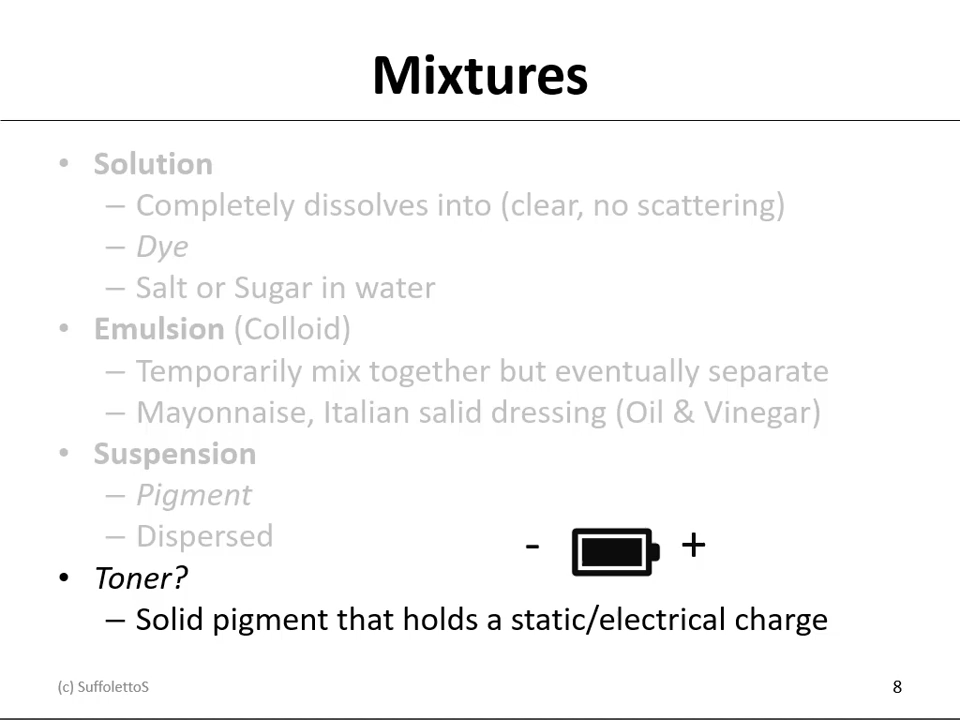 Mixtures
• Solution
– Completely dissolves into (clear, no scattering)
– Dye
– Salt or Sugar in water
• Emulsion (Colloid)
– Temporarily mix together but eventually separate
– Mayonnaise, Italian salid dressing (Oil & Vinegar)
• Suspension
– Pigment
– Dispersed
- +
• Toner?
– Solid pigment that holds a static/electrical charge
(c) SuffolettoS 8